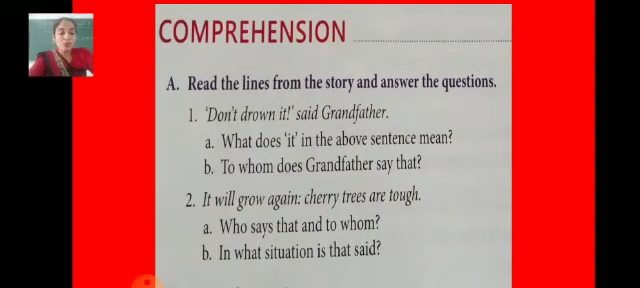 COMPREHENSION
A. Read the lines from the story and answer the questions.
1. 'Don't drown it!' said Grandfather.
a. What does 'it' in the above sentence mean?
b. To whom does Grandfather say that?
2. It will grow again: cherry trees are tough.
a. Who says that and to whom?
b. In what situation is that said?